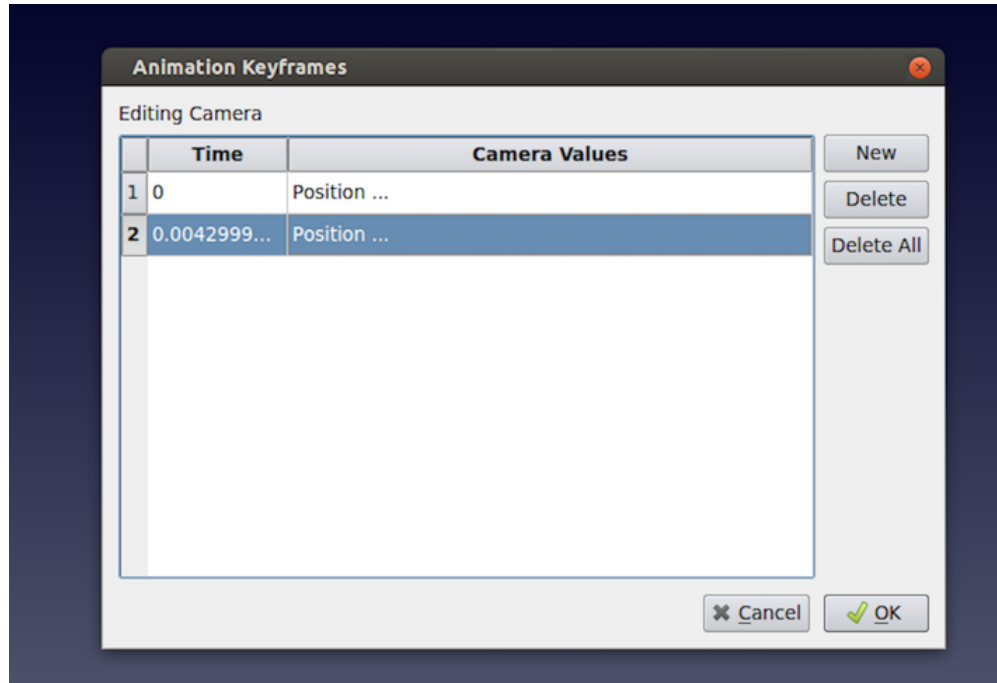 Animation Keyframes
Editing Camera
Time Camera Values
1 0 Position ...
2 0.0042999... Position ...
New
Delete
Delete All
Cancel OK